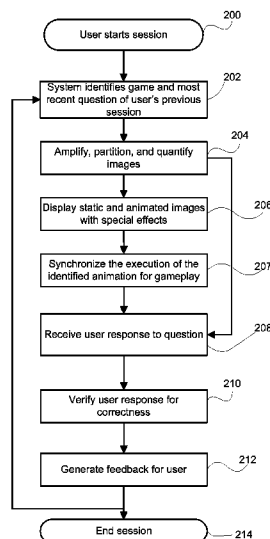 200
User starts session
202
System identifies game and most
recent question of user's previous
session
204
Amplify, partition, and quantify
images
206
Display static and animated images
with special effects
207
Synchronize the execution of the
identified animation for gameplay
208
Receive user response to question
210
Verify user response for
correctness
212
Generate feedback for user
End session
214